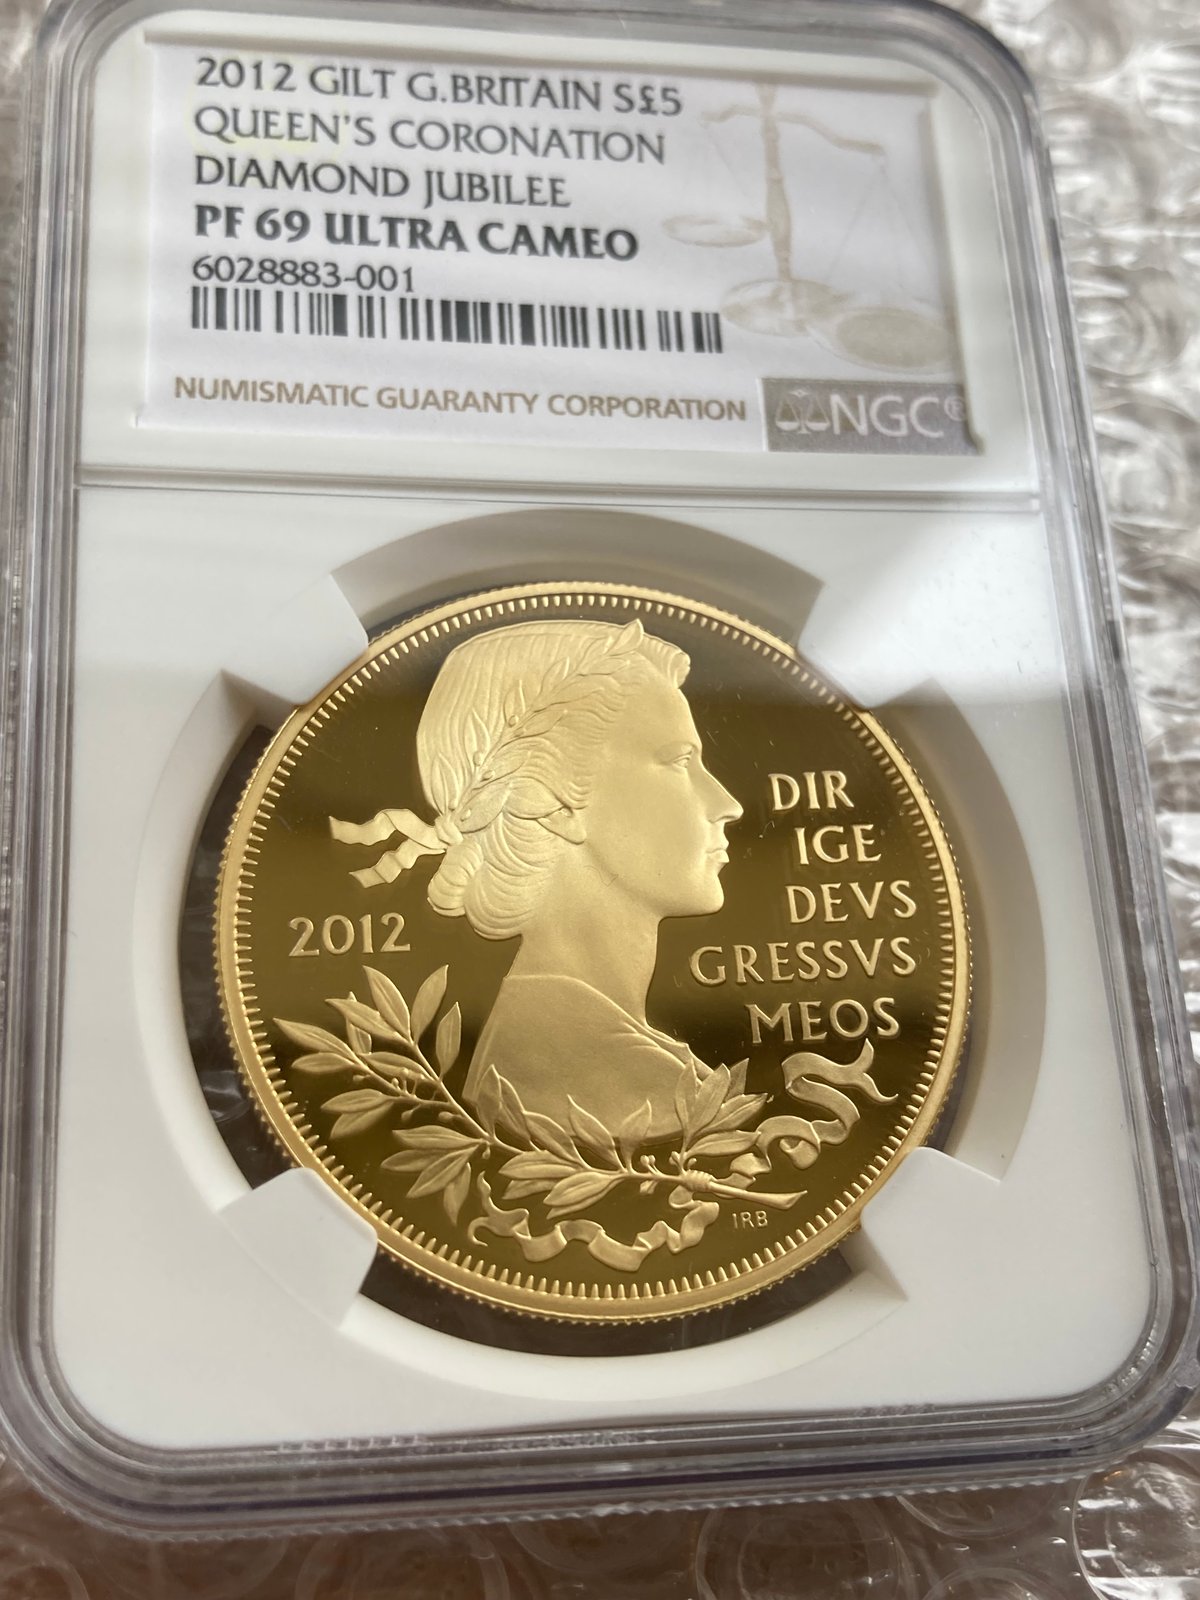 2012 GILT G.BRITAIN S£5
QUEEN'S CORONATION
DIAMOND JUBILEE
PF 69 ULTRA CAMEO
6028883-001
NUMISMATIC GUARANTY CORPORATION
NGC®
DIR
IGE
DEVS
GRESSVS
MEOS
2012
IRB